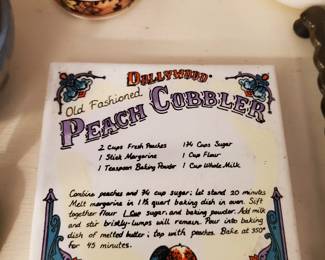 DOLLYWOOD
Old Fashioned
PEACH COBBLER
2 Cups Fresh Peaches 1¾ Cups Sugar
1 Stick Margarine 1 Cup Flour
1 Teaspoon Baking Powder 1 Cup Whole Milk
Combine peaches and ¾ cup sugar; let stand 20 minutes
Melt margarine in 1½ quart baking dish in oven. Sift
together flour 1 cup sugar, and baking powder. Add milk
and stir bristly-lumps will remain. Pour into baking
dish of melted butter; top with peaches. Bake at 350°
for 45 minutes.